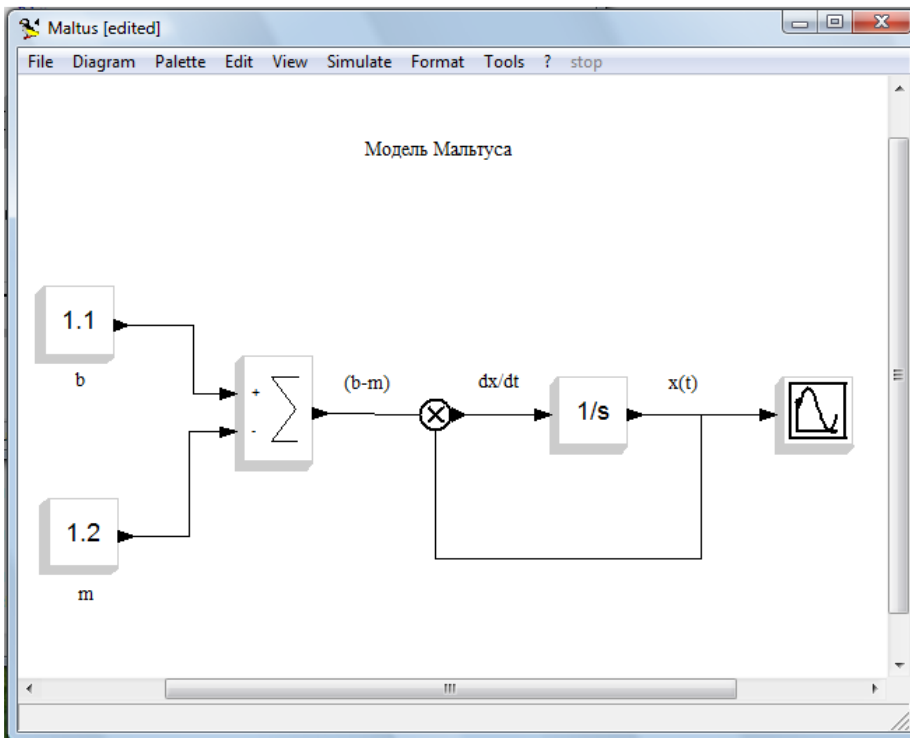 Maltus [edited]
File Diagram Palette Edit View Simulate Format Tools ? stop
Модель Мальтуса
1.1
b
+
-
(b-m)
dx/dt
1/s
x(t)
1.2
m